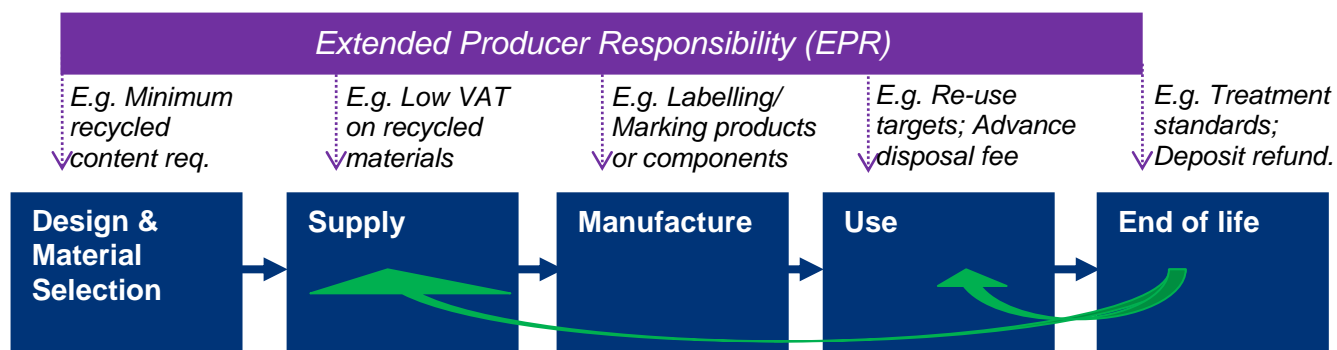 Extended Producer Responsibility (EPR)
E.g. Minimum
recycled
content req.
E.g. Low VAT
on recycled
materials
E.g. Labelling/
Marking products
or components
E.g. Re-use
targets; Advance
disposal fee
E.g. Treatment
standards;
Deposit refund.
Design &
Material
Selection
Supply
Manufacture
Use
End of life